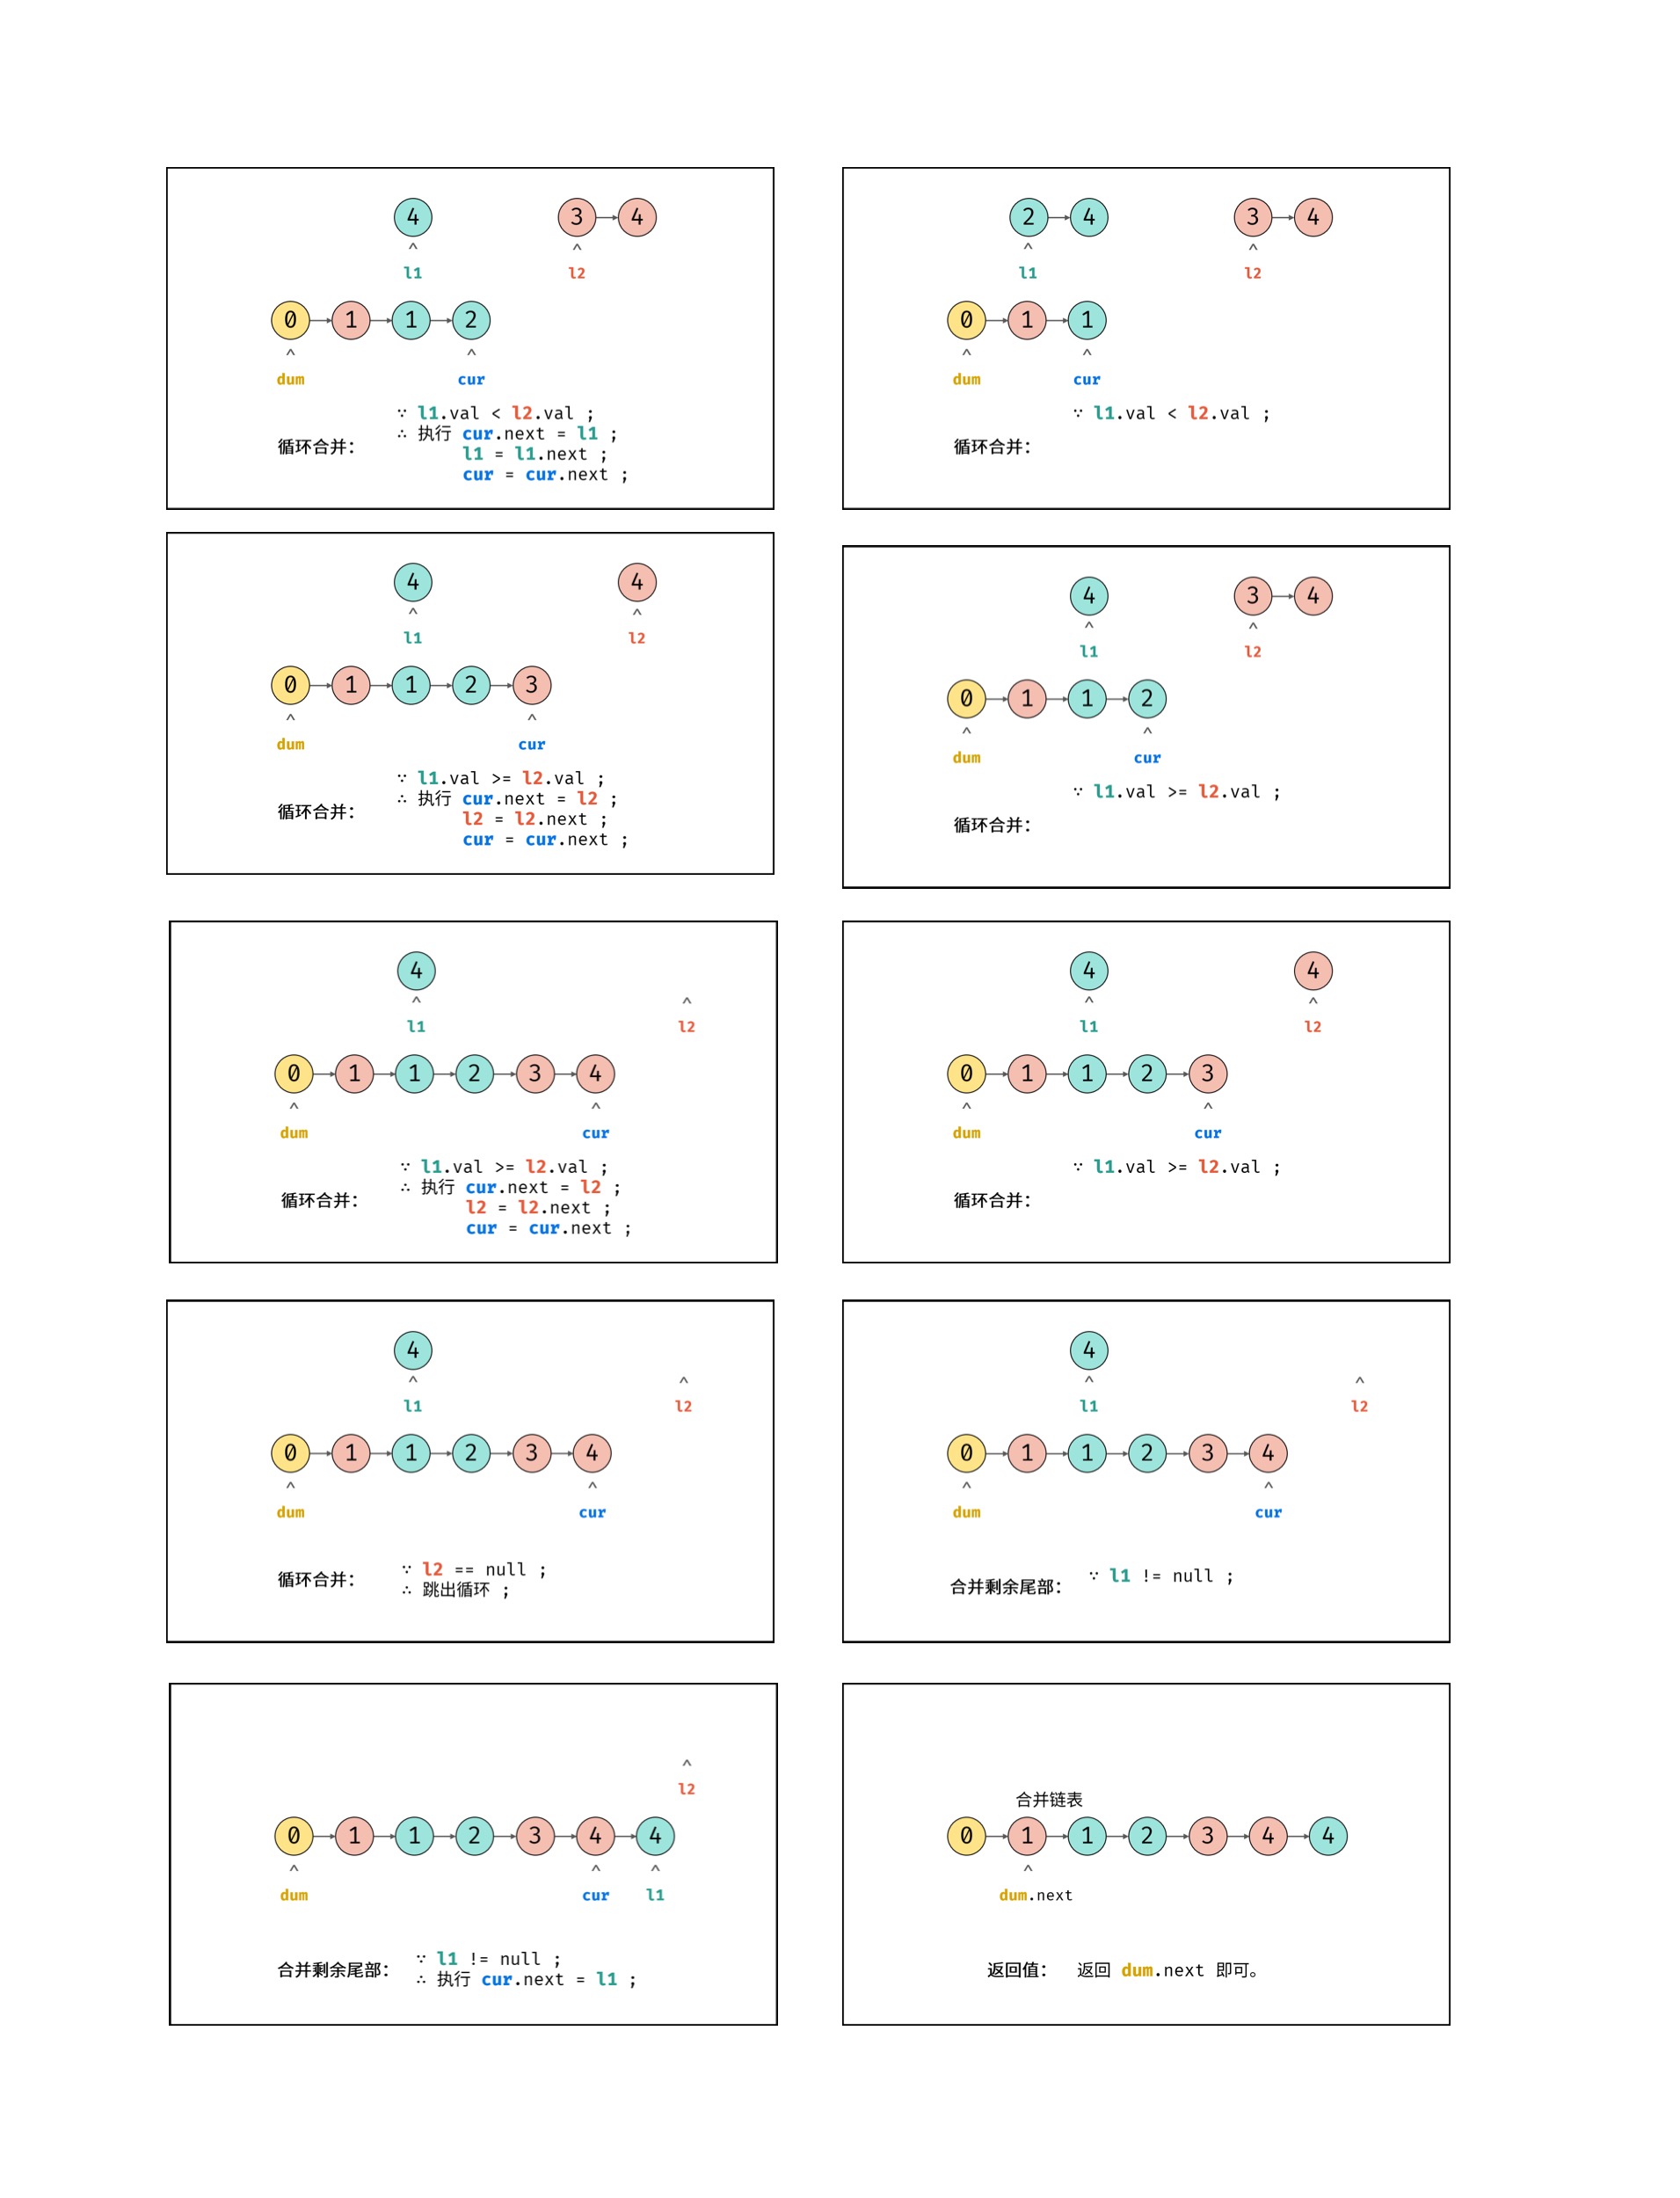 4 3 4
^ ^
l1 l2
0 1 1 2
^ ^
dum cur
∵ l1.val < l2.val ;
∴ 执行 cur.next = l1 ;
循环合并：
l1 = l1.next ;
cur = cur.next ;
2 4 3 4
^ ^
l1 l2
0 1 1
^ ^
dum cur
∵ l1.val < l2.val ;
循环合并：
4 4
^ ^
l1 l2
0 1 1 2 3
^ ^
dum cur
∵ l1.val >= l2.val ;
∴ 执行 cur.next = l2 ;
循环合并：
l2 = l2.next ;
cur = cur.next ;
4 3 4
^ ^
l1 l2
0 1 1 2
^ ^
dum cur
∵ l1.val >= l2.val ;
循环合并：
4
^ ^
l1 l2
0 1 1 2 3 4
^ ^
dum cur
∵ l1.val >= l2.val ;
∴ 执行 cur.next = l2 ;
循环合并：
l2 = l2.next ;
cur = cur.next ;
4 4
^ ^
l1 l2
0 1 1 2 3
^ ^
dum cur
∵ l1.val >= l2.val ;
循环合并：
4
^ ^
l1 l2
0 1 1 2 3 4
^ ^
dum cur
∵ l2 == null ;
循环合并：
∴ 跳出循环 ;
4
^ ^
l1 l2
0 1 1 2 3 4
^ ^
dum cur
∵ l1 != null ;
合并剩余尾部：
^
l2
0 1 1 2 3 4 4
^ ^ ^
dum cur l1
∵ l1 != null ;
合并剩余尾部：
∴ 执行 cur.next = l1 ;
合并链表
0 1 1 2 3 4 4
^
dum.next
返回值： 返回 dum.next 即可。